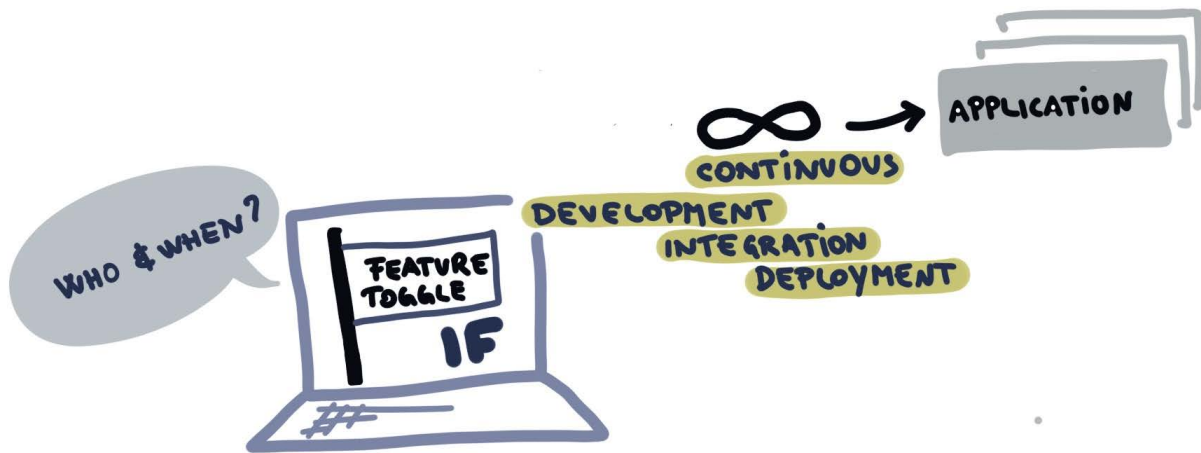 APPLICATION
CONTINUOUS
DEVELOPMENT
INTEGRATION
DEPLOYMENT
WHO & WHEN?
FEATURE
TOGGLE
IF